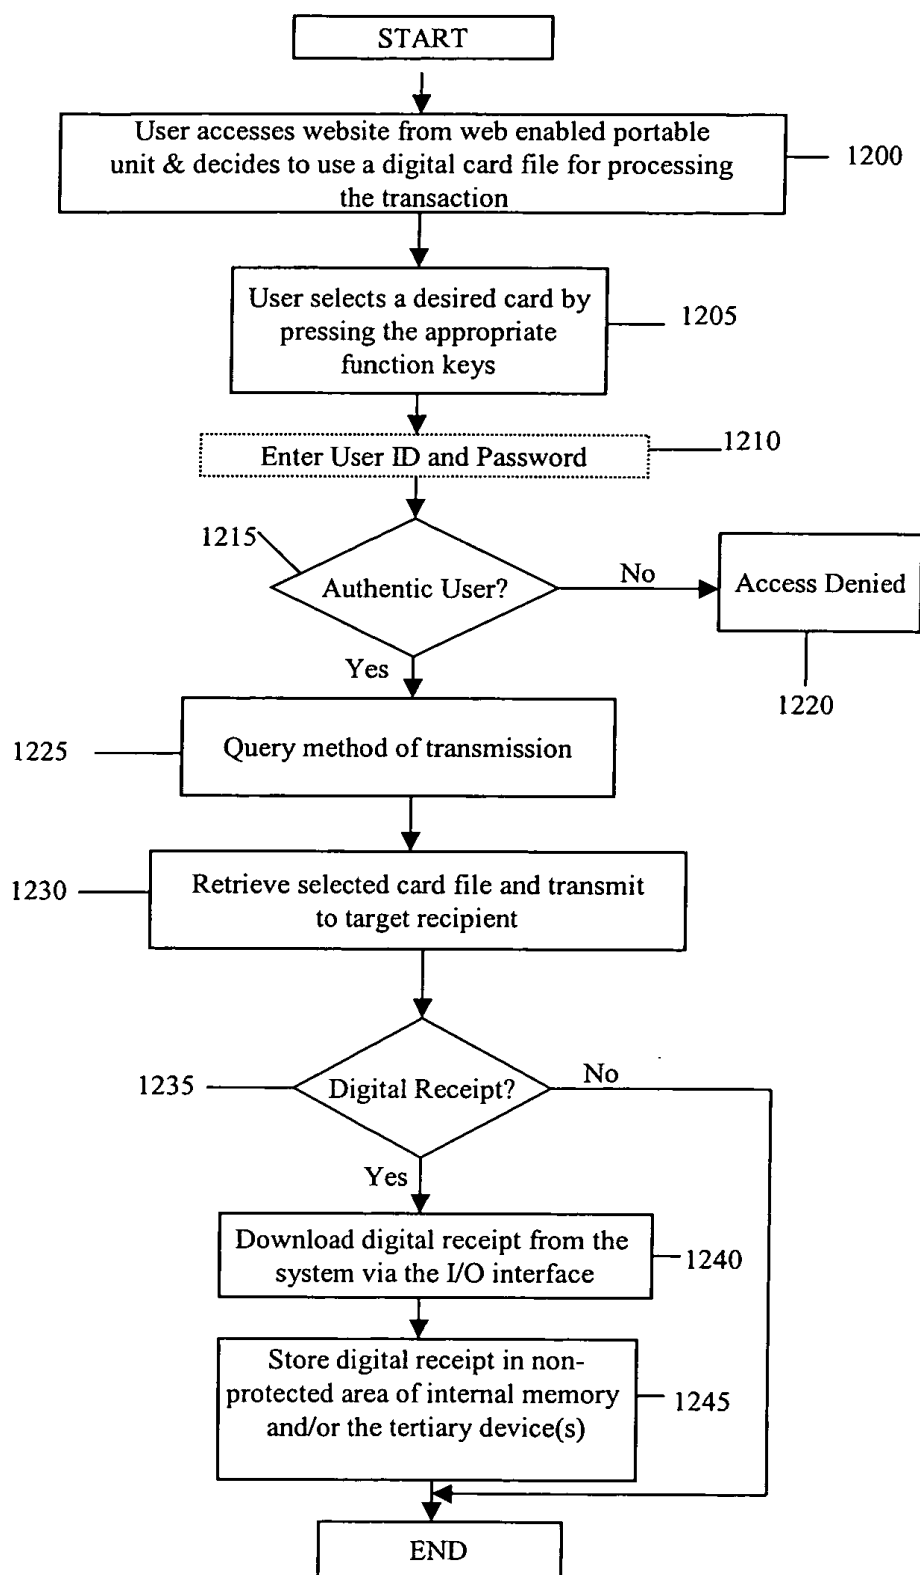 START
User accesses website from web enabled portable
unit & decides to use a digital card file for processing
the transaction
1200
User selects a desired card by
pressing the appropriate
function keys
1205
Enter User ID and Password
1210
1215
Authentic User?
No
Access Denied
1220
Yes
1225
Query method of transmission
1230
Retrieve selected card file and transmit
to target recipient
1235
Digital Receipt?
No
Yes
Download digital receipt from the
system via the I/O interface
1240
Store digital receipt in non-
protected area of internal memory
and/or the tertiary device(s)
1245
END